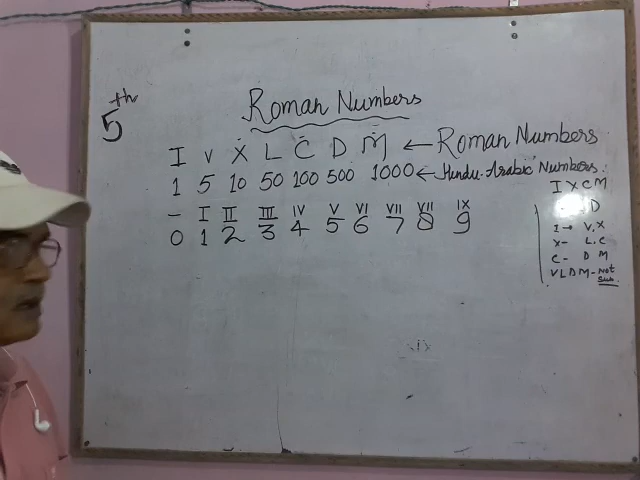 5th
Roman Numbers
I V X L C D M ← Roman Numbers
1 5 10 50 100 500 1000 ← Hindu-Arabic Numbers:
I X C M
D
– I II III IV V VI VII VII IX
0 1 2 3 4 5 6 7 8 9
I → V, X
X – L, C
C – D M
V L D M – Not
Sub.